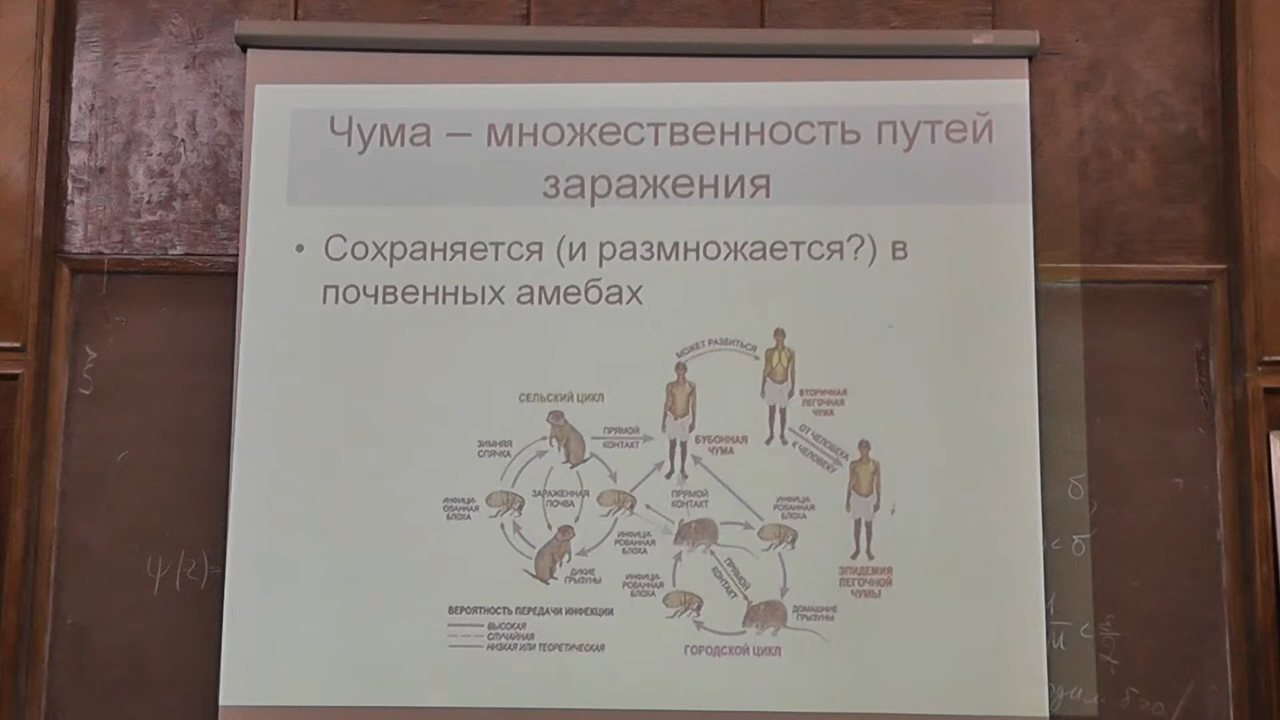 Чума – множественность путей
заражения
• Сохраняется (и размножается?) в
почвенных амебах
МОЖЕТ РАЗВИТЬСЯ
ВТОРИЧНАЯ
ЛЕГОЧНАЯ
ЧУМА
СЕЛЬСКИЙ ЦИКЛ
ЗИМНЯЯ
СПЯЧКА
ПРЯМОЙ
КОНТАКТ
БУБОННАЯ
ЧУМА
ОТ ЧЕЛОВЕКА
К ЧЕЛОВЕКУ
ИНФИЦИ-
ОВАННАЯ
БЛОХА
ЗАРАЖЕННАЯ
ПОЧВА
ПРЯМОЙ
КОНТАКТ
ИНФИЦИ-
РОВАННАЯ
БЛОХА
ИНФИЦИ-
РОВАННАЯ
БЛОХА
ДИКИЕ
ГРЫЗУНЫ
ИНФИЦИ-
РОВАННАЯ
БЛОХА
ПРЯМОЙ
КОНТАКТ
ЭПИДЕМИЯ
ЛЕГОЧНОЙ
ЧУМЫ
ДОМАШНИЕ
ГРЫЗУНЫ
ВЕРОЯТНОСТЬ ПЕРЕДАЧИ ИНФЕКЦИИ
ВЫСОКАЯ
СЛУЧАЙНАЯ
НИЗКАЯ ИЛИ ТЕОРЕТИЧЕСКАЯ
ГОРОДСКОЙ ЦИКЛ
ψ(z)=